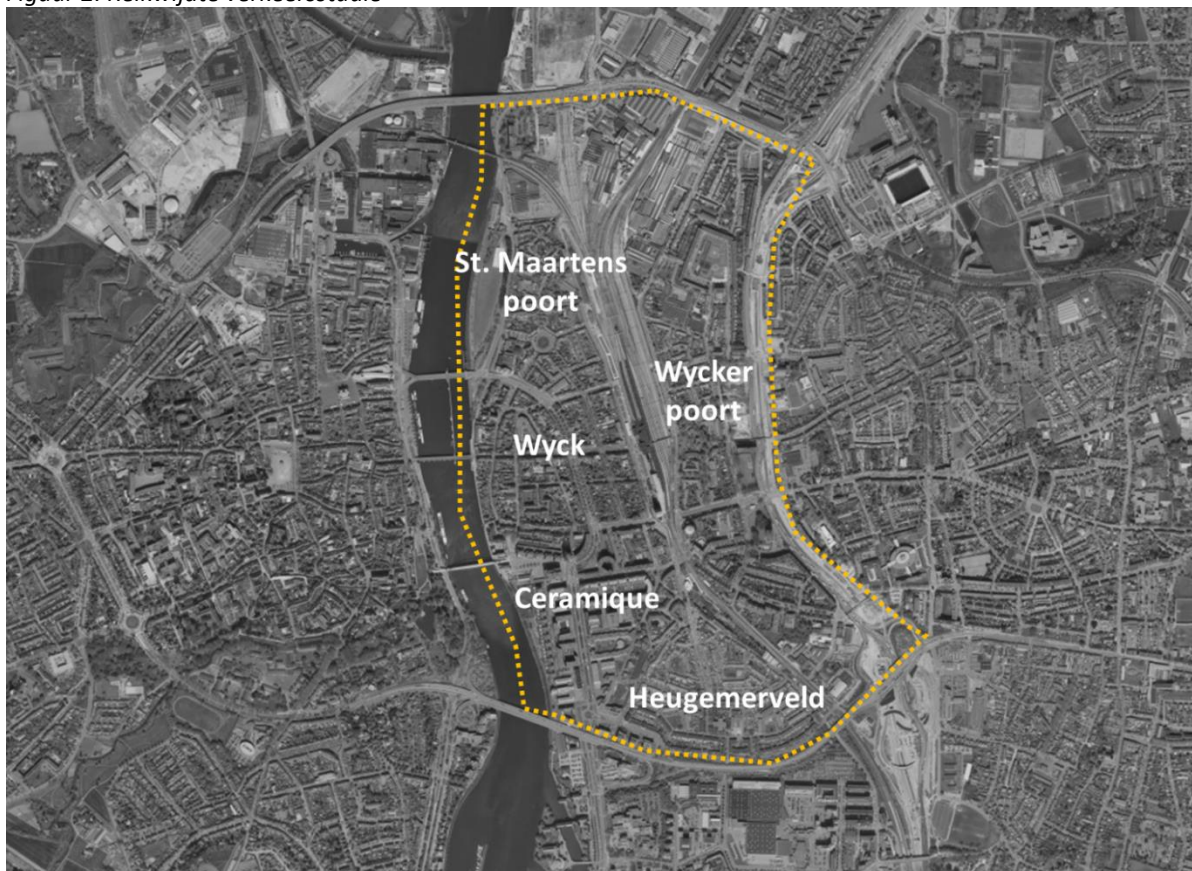 St. Maartens
poort
Wycker
poort
Wyck
Ceramique
Heugemerveld